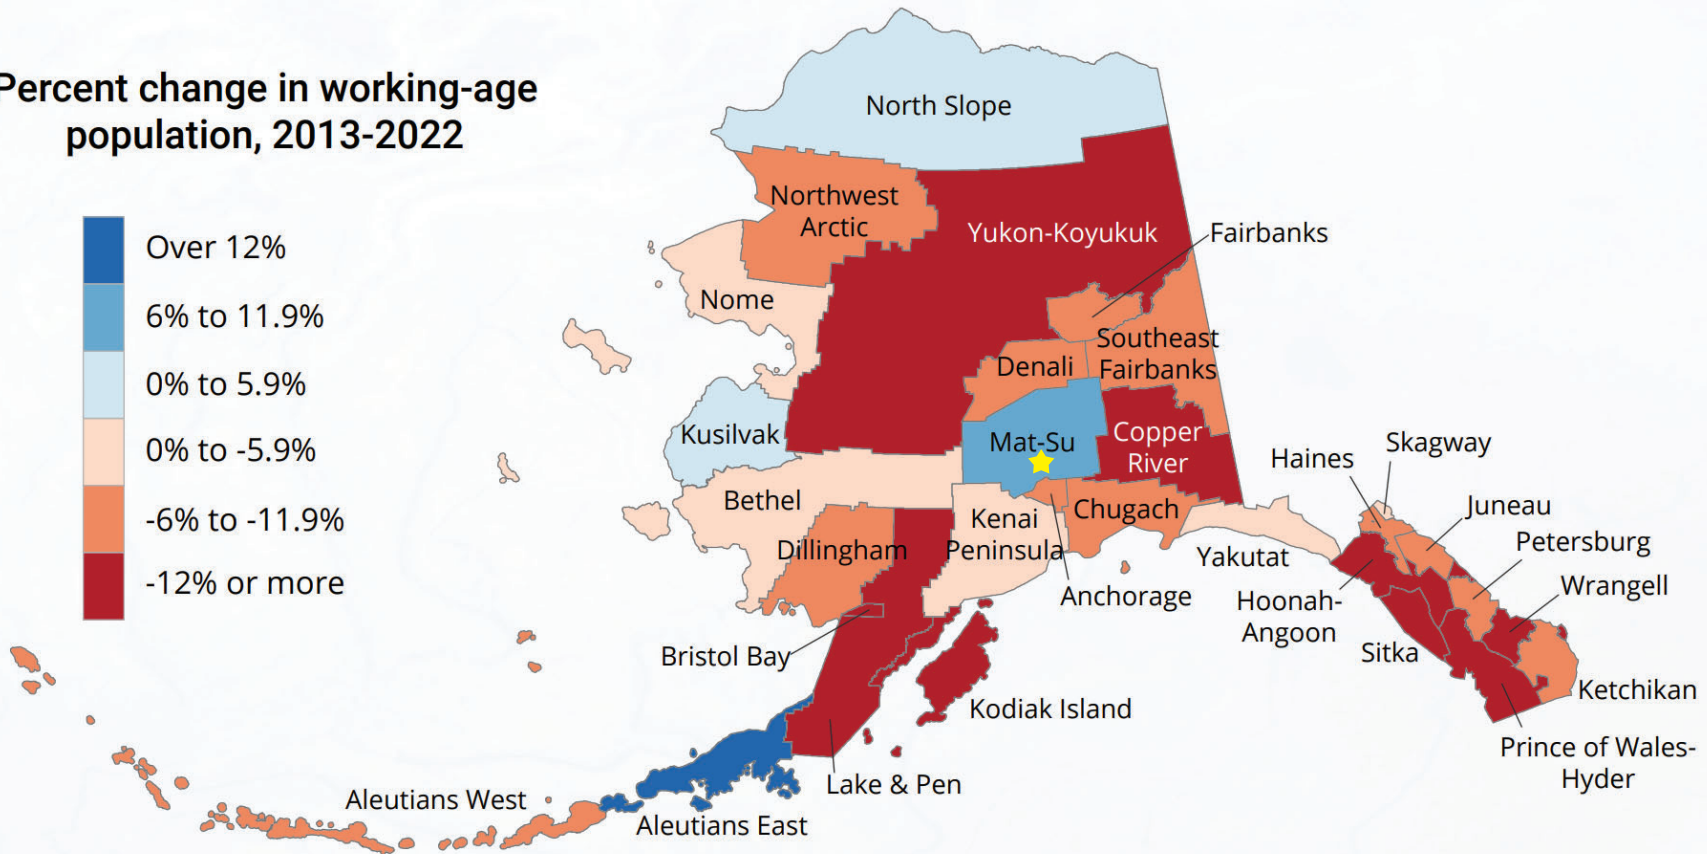 Percent change in working-age
population, 2013-2022
Over 12%
6% to 11.9%
0% to 5.9%
0% to -5.9%
-6% to -11.9%
-12% or more
North Slope
Northwest
Arctic
Yukon-Koyukuk
Fairbanks
Nome
Southeast
Fairbanks
Denali
Kusilvak
Mat-Su
Copper
River
Skagway
Haines
Bethel
Kenai
Peninsula
Chugach
Juneau
Dillingham
Petersburg
Yakutat
Wrangell
Anchorage
Hoonah-
Angoon
Bristol Bay
Sitka
Ketchikan
Kodiak Island
Prince of Wales-
Hyder
Lake & Pen
Aleutians West
Aleutians East